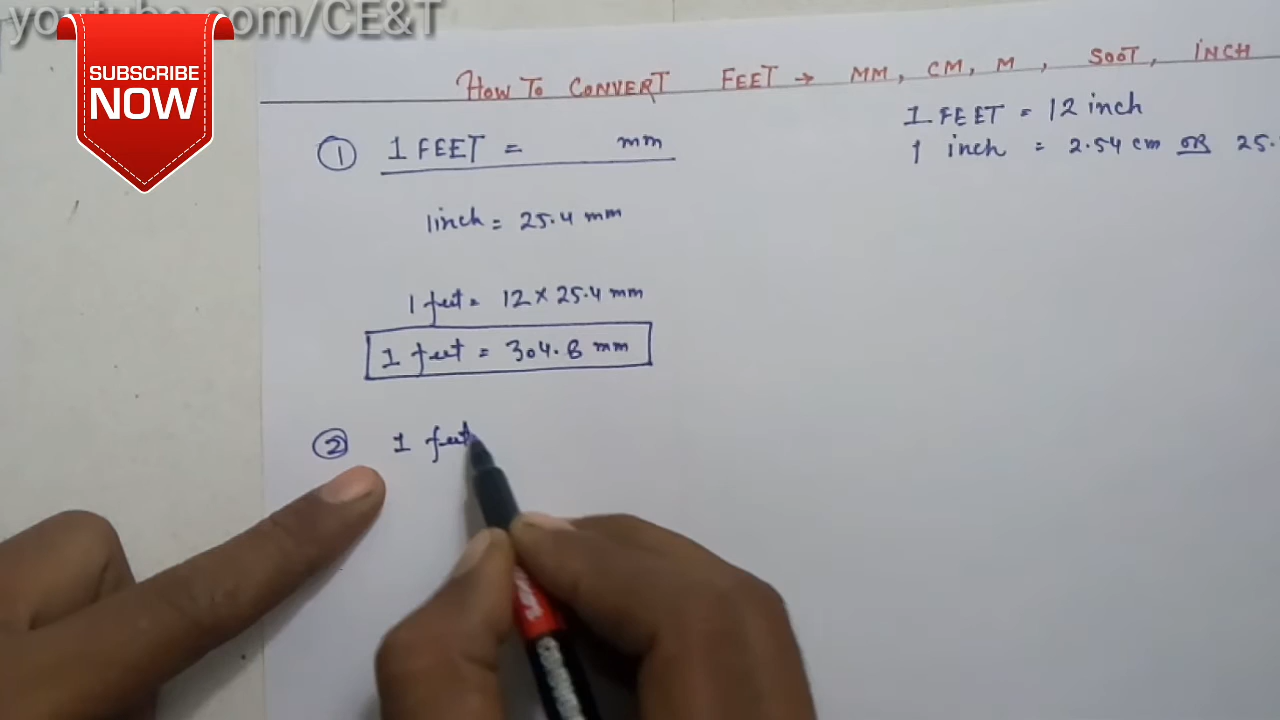 youtube.com/CE&T
SUBSCRIBE
NOW
HOW TO CONVERT FEET → MM, CM, M, SOOT, INCH
1 FEET = 12 inch
1 inch = 2.54 cm OR 25.
① 1 FEET = mm
1inch = 25.4 mm
1 feet = 12 × 25.4 mm
1 feet = 304.8 mm
② 1 feet